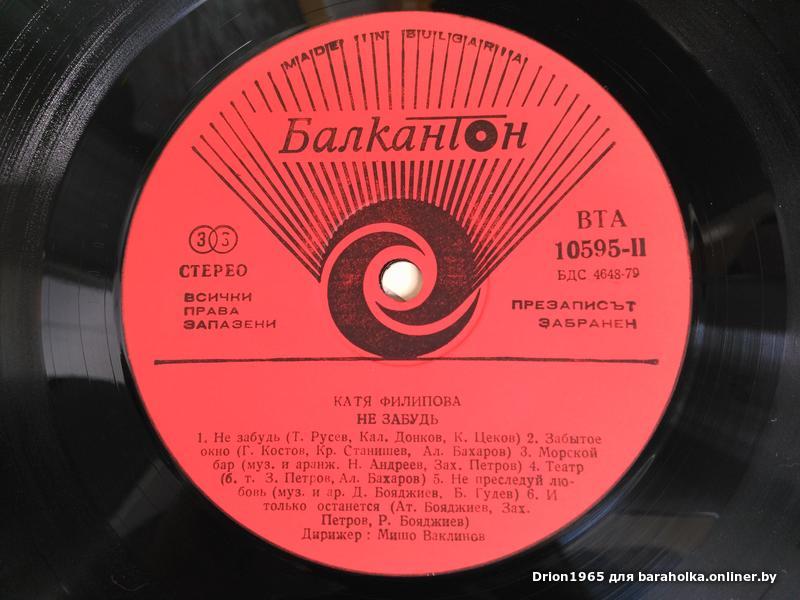 MADE IN BULGARIA
Балкантон
ВТА
10595-II
БДС 4648-79
СТЕРЕО
ВСИЧКИ
ПРАВА
ЗАПАЗЕНИ
ПРЕЗАПИСЪТ
ЗАБРАНЕН
КАТЯ ФИЛИПОВА
НЕ ЗАБУДЬ
1. Не забудь (Т. Русев, Кал. Донков, К. Цеков) 2. Забытое
окно (Г. Костов, Кр. Станишев, Ал. Бахаров) 3. Морской
бар (муз. и аранж. Н. Андреев, Зах. Петров) 4. Театр
(б. т. З. Петров, Ал. Бахаров) 5. Не преследуй лю-
бовь (муз. и ар. Д. Бояджиев, Б. Гудев) 6. И
только останется (Ат. Бояджиев, Зах.
Петров, Р. Бояджиев)
Дирижер : Мишо Ваклинов
Drion1965 для baraholka.onliner.by